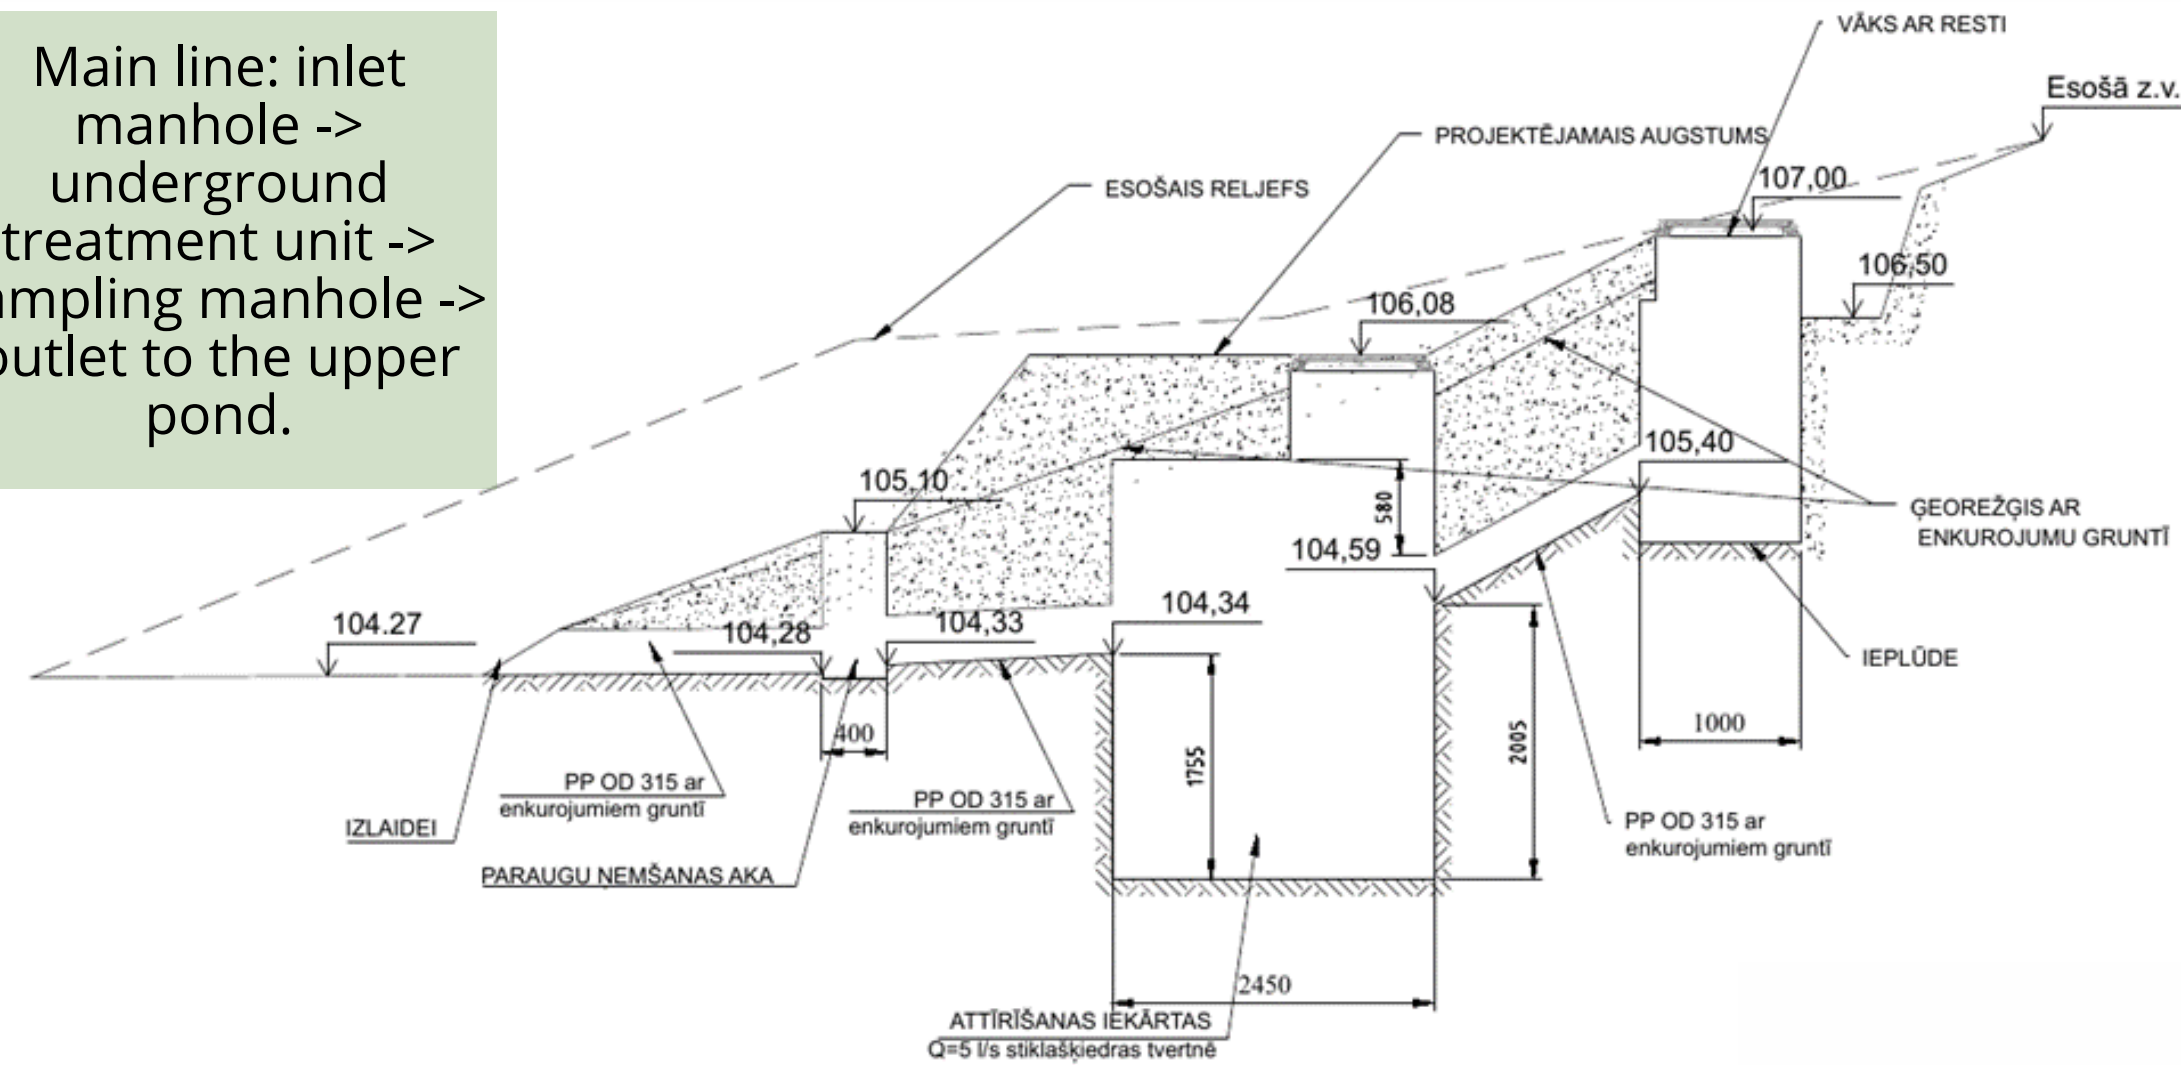 Main line: inlet
manhole ->
underground
treatment unit ->
ampling manhole ->
outlet to the upper
pond.
VĀKS AR RESTI
Esošā z.v.
PROJEKTĒJAMAIS AUGSTUMS
107,00
ESOŠAIS RELJEFS
106,50
106,08
105,40
105,10
580
ĢEOREŽĢIS AR
ENKUROJUMU GRUNTĪ
104,59
104,34
104.27
104,28
104,33
IEPLŪDE
400
1755
2005
1000
PP OD 315 ar
enkurojumiem gruntī
PP OD 315 ar
enkurojumiem gruntī
PP OD 315 ar
enkurojumiem gruntī
IZLAIDEI
PARAUGU ŅEMŠANAS AKA
2450
ATTĪRĪŠANAS IEKĀRTAS
Q=5 l/s stiklašķiedras tvertnē